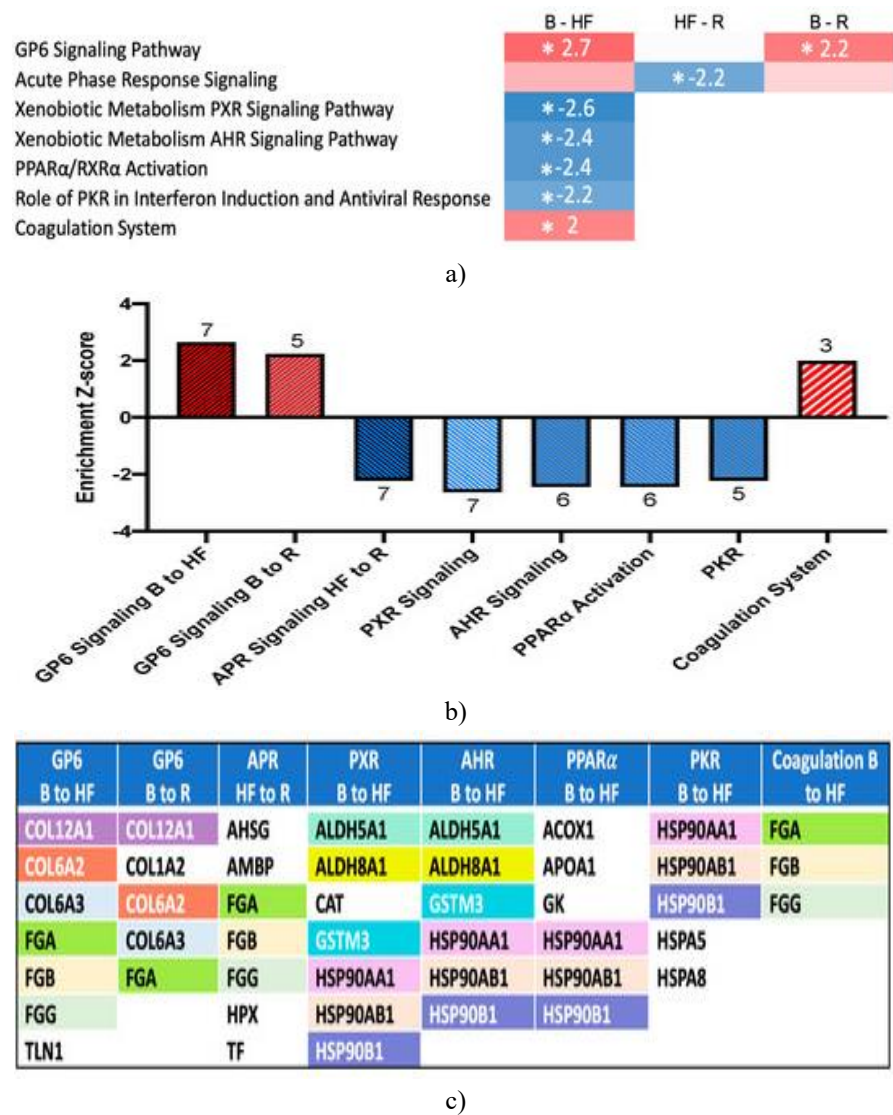 B - HF HF - R B - R
GP6 Signaling Pathway * 2.7 * 2.2
Acute Phase Response Signaling * -2.2
Xenobiotic Metabolism PXR Signaling Pathway * -2.6
Xenobiotic Metabolism AHR Signaling Pathway * -2.4
PPARα/RXRα Activation * -2.4
Role of PKR in Interferon Induction and Antiviral Response * -2.2
Coagulation System * 2
a)
Enrichment Z-score
4
2
0
-2
-4
7 5 7 7 6 6 5 3
GP6 Signaling B to HF
GP6 Signaling B to R
APR Signaling HF to R
PXR Signaling
AHR Signaling
PPARα Activation
PKR
Coagulation System
b)
GP6 GP6 APR PXR AHR PPARα PKR Coagulation B
B to HF B to R HF to R B to HF B to HF B to HF B to HF to HF
COL12A1 COL12A1 AHSG ALDH5A1 ALDH5A1 ACOX1 HSP90AA1 FGA
COL6A2 COL1A2 AMBP ALDH8A1 ALDH8A1 APOA1 HSP90AB1 FGB
COL6A3 COL6A2 FGA CAT GSTM3 GK HSP90B1 FGG
FGA COL6A3 FGB GSTM3 HSP90AA1 HSP90AA1 HSPA5
FGB FGA FGG HSP90AA1 HSP90AB1 HSP90AB1 HSPA8
FGG HPX HSP90AB1 HSP90B1 HSP90B1
TLN1 TF HSP90B1
c)